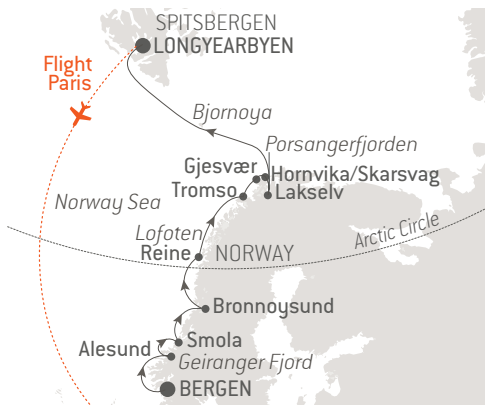 SPITSBERGEN
LONGYEARBYEN
Flight
Paris
Bjornoya
Porsangerfjorden
Gjesvær
Hornvika/Skarsvag
Tromso
Lakselv
Norway Sea
Lofoten
Arctic Circle
Reine
NORWAY
Bronnoysund
Smola
Alesund
Geiranger Fjord
BERGEN